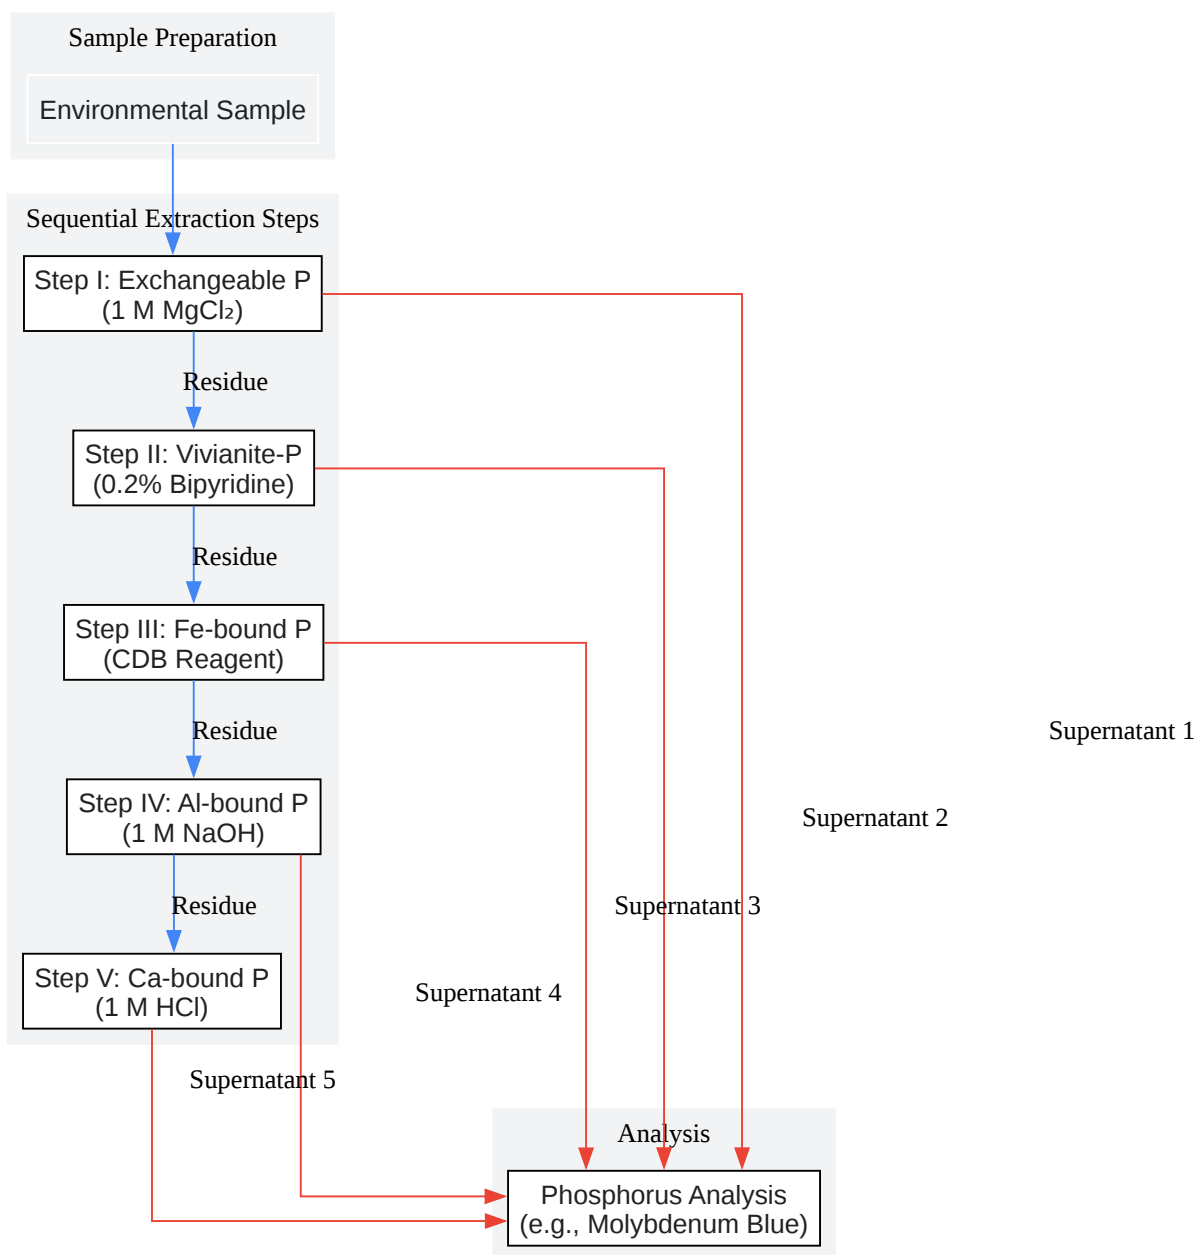 Sample Preparation
Environmental Sample
Sequential Extraction Steps
Step I: Exchangeable P
(1 M MgCl₂)
Residue
Step II: Vivianite-P
(0.2% Bipyridine)
Residue
Step III: Fe-bound P
(CDB Reagent)
Residue
Supernatant 1
Step IV: Al-bound P
(1 M NaOH)
Supernatant 2
Residue
Supernatant 3
Step V: Ca-bound P
(1 M HCl)
Supernatant 4
Supernatant 5
Analysis
Phosphorus Analysis
(e.g., Molybdenum Blue)